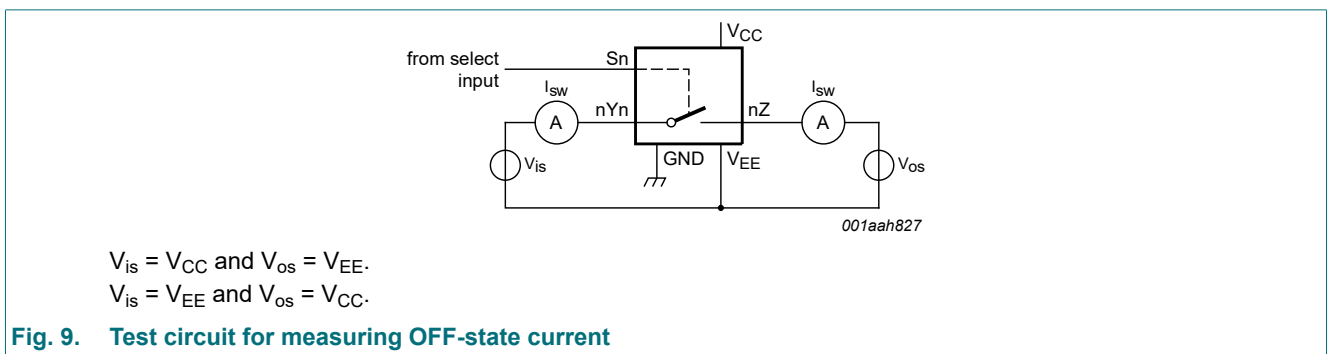 VCC
from select
input
Sn
Isw
nYn
nZ
Isw
A
A
Vis
GND
VEE
Vos
001aah827
Vis = VCC and Vos = VEE.
Vis = VEE and Vos = VCC.
Fig. 9. Test circuit for measuring OFF-state current